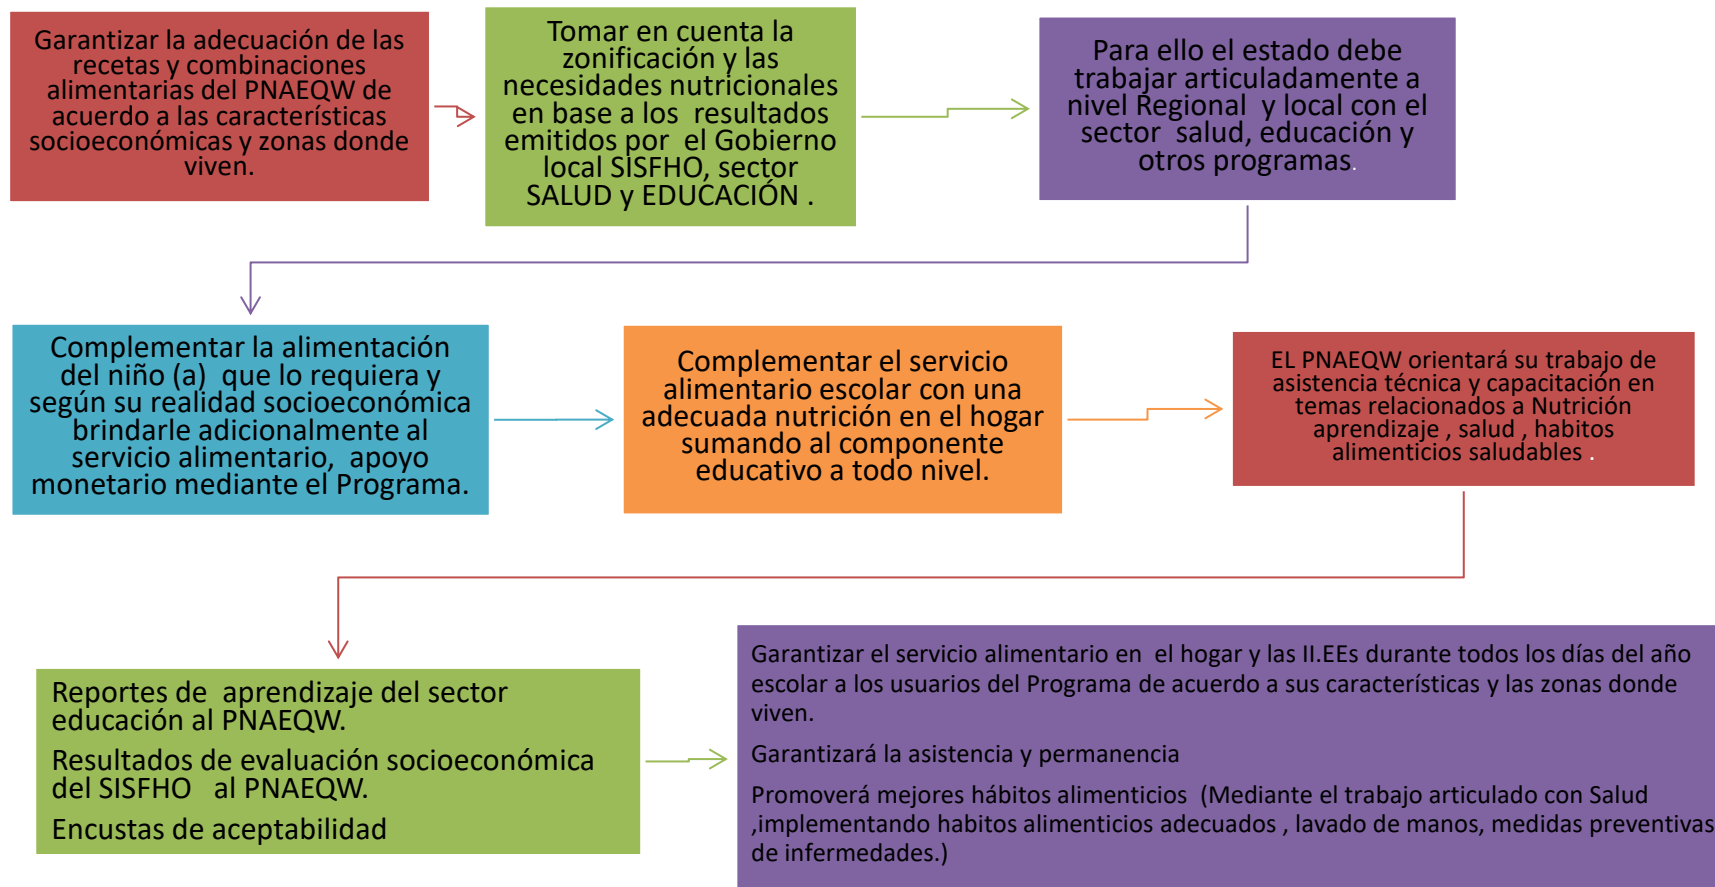 Garantizar la adecuación de las
recetas y combinaciones
alimentarias del PNAEQW de
acuerdo a las características
socioeconómicas y zonas donde
viven.
Tomar en cuenta la
zonificación y las
necesidades nutricionales
en base a los resultados
emitidos por el Gobierno
local SISFHO, sector
SALUD y EDUCACIÓN .
Para ello el estado debe
trabajar articuladamente a
nivel Regional y local con el
sector salud, educación y
otros programas.
Complementar la alimentación
del niño (a) que lo requiera y
según su realidad socioeconómica
brindarle adicionalmente al
servicio alimentario, apoyo
monetario mediante el Programa.
Complementar el servicio
alimentario escolar con una
adecuada nutrición en el hogar
sumando al componente
educativo a todo nivel.
EL PNAEQW orientará su trabajo de
asistencia técnica y capacitación en
temas relacionados a Nutrición
aprendizaje , salud , habitos
alimenticios saludables .
Reportes de aprendizaje del sector
educación al PNAEQW.
Resultados de evaluación socioeconómica
del SISFHO al PNAEQW.
Encustas de aceptabilidad
Garantizar el servicio alimentario en el hogar y las II.EEs durante todos los días del año
escolar a los usuarios del Programa de acuerdo a sus características y las zonas donde
viven.
Garantizará la asistencia y permanencia
Promoverá mejores hábitos alimenticios (Mediante el trabajo articulado con Salud
,implementando habitos alimenticios adecuados , lavado de manos, medidas preventivas
de infermedades.)